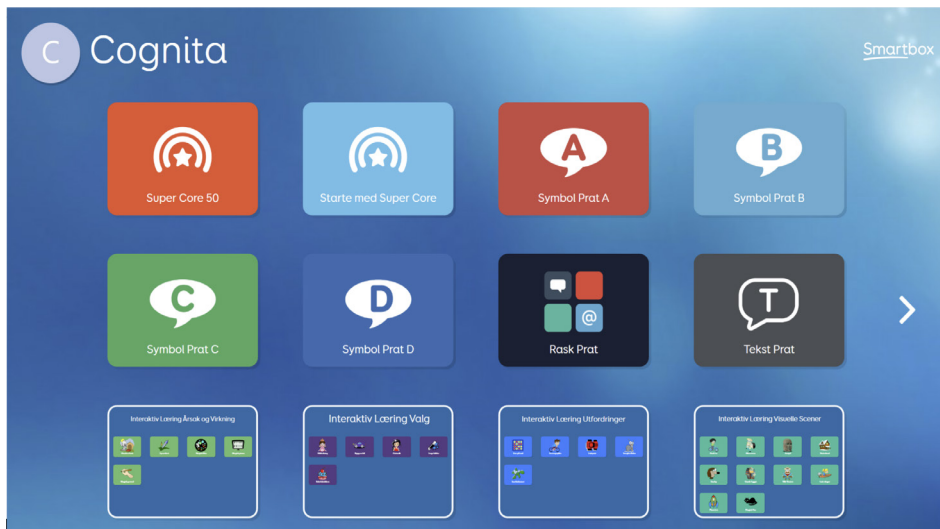 C
Cognita
Smartbox
Super Core 50
Starte med Super Core
A
Symbol Prat A
B
Symbol Prat B
C
Symbol Prat C
D
Symbol Prat D
@
Rask Prat
T
Tekst Prat
Interaktiv Læring Årsak og Virkning
Interaktiv Læring Valg
Interaktiv Læring Utfordringer
Interaktiv Læring Visuelle Scener